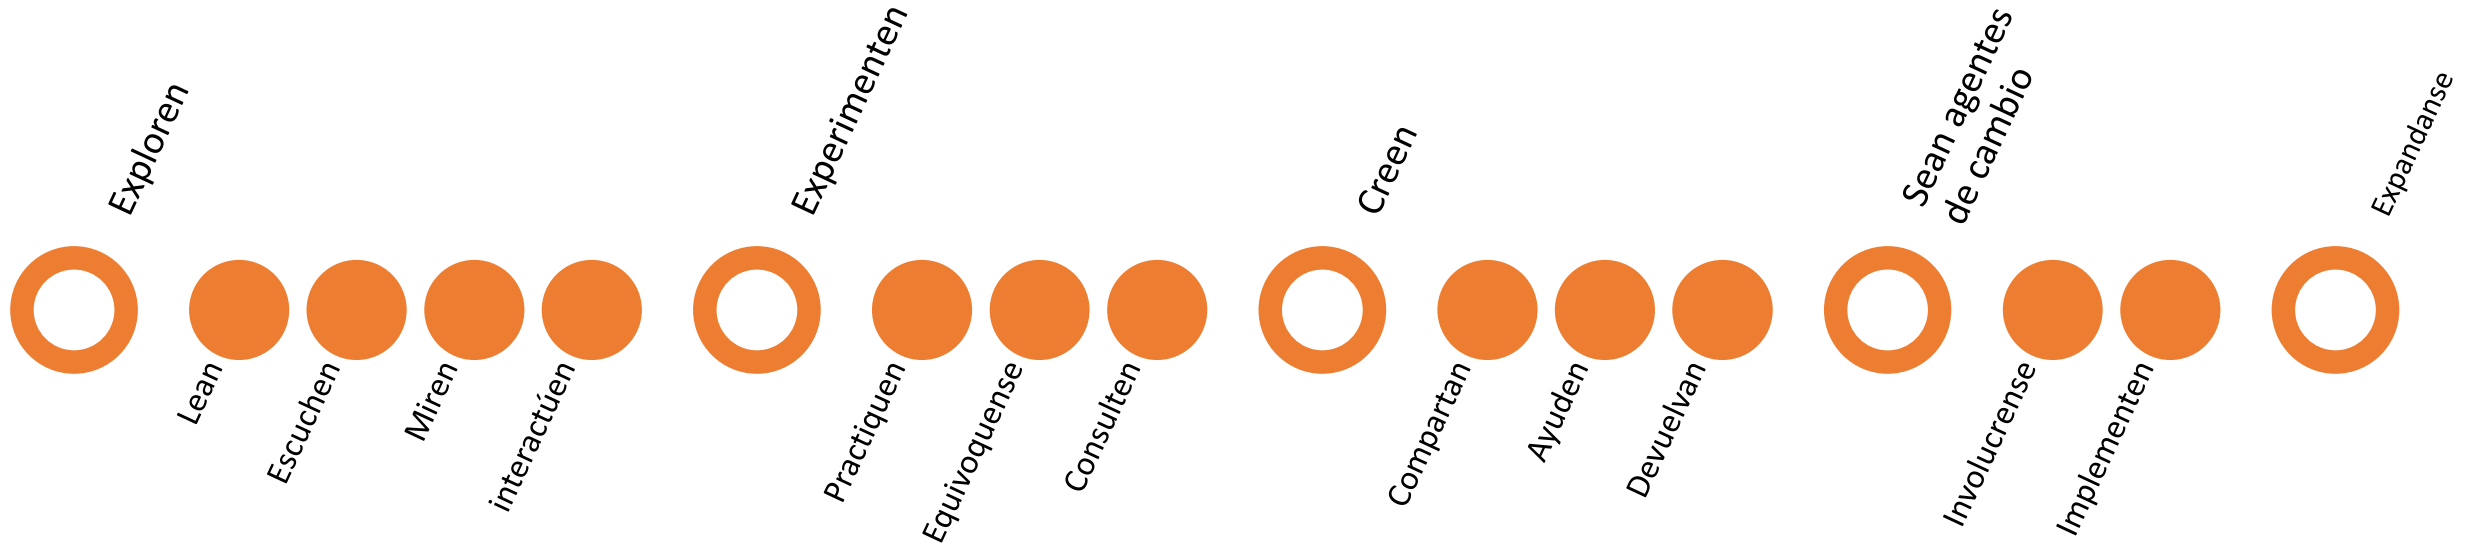 Exploren
Lean
Escuchen
Miren
interactúen
Experimenten
Practiquen
Equivoquense
Consulten
Creen
Compartan
Ayuden
Devuelvan
Sean agentes
de cambio
Involucrense
Implementen
Expandanse